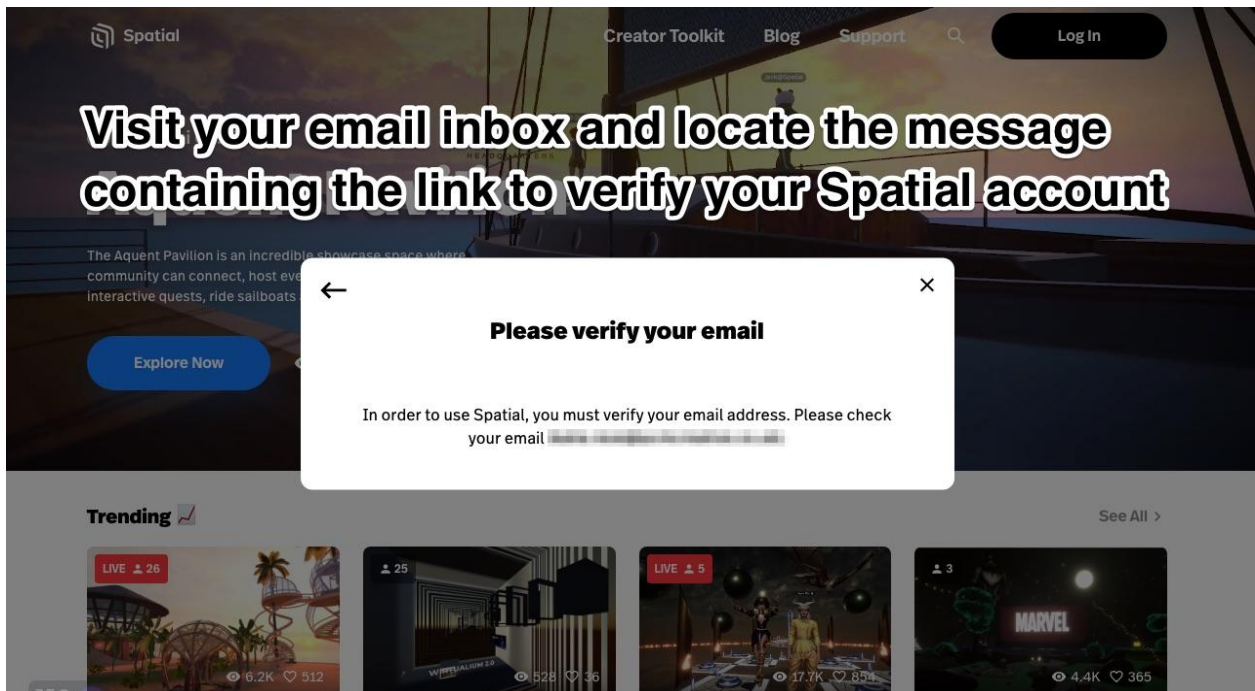 Spatial
Creator Toolkit Blog Support Log In
Visit your email inbox and locate the message
containing the link to verify your Spatial account
Aquent Pavilion
The Aquent Pavilion is an incredible showcase space where
community can connect, host eve
interactive quests, ride sailboats
Explore Now
Please verify your email
In order to use Spatial, you must verify your email address. Please check
your email
Trending
See All >
LIVE 26
25
LIVE 5
3
MARVEL
6.2K 512
528 36
17.7K 854
4.4K 365